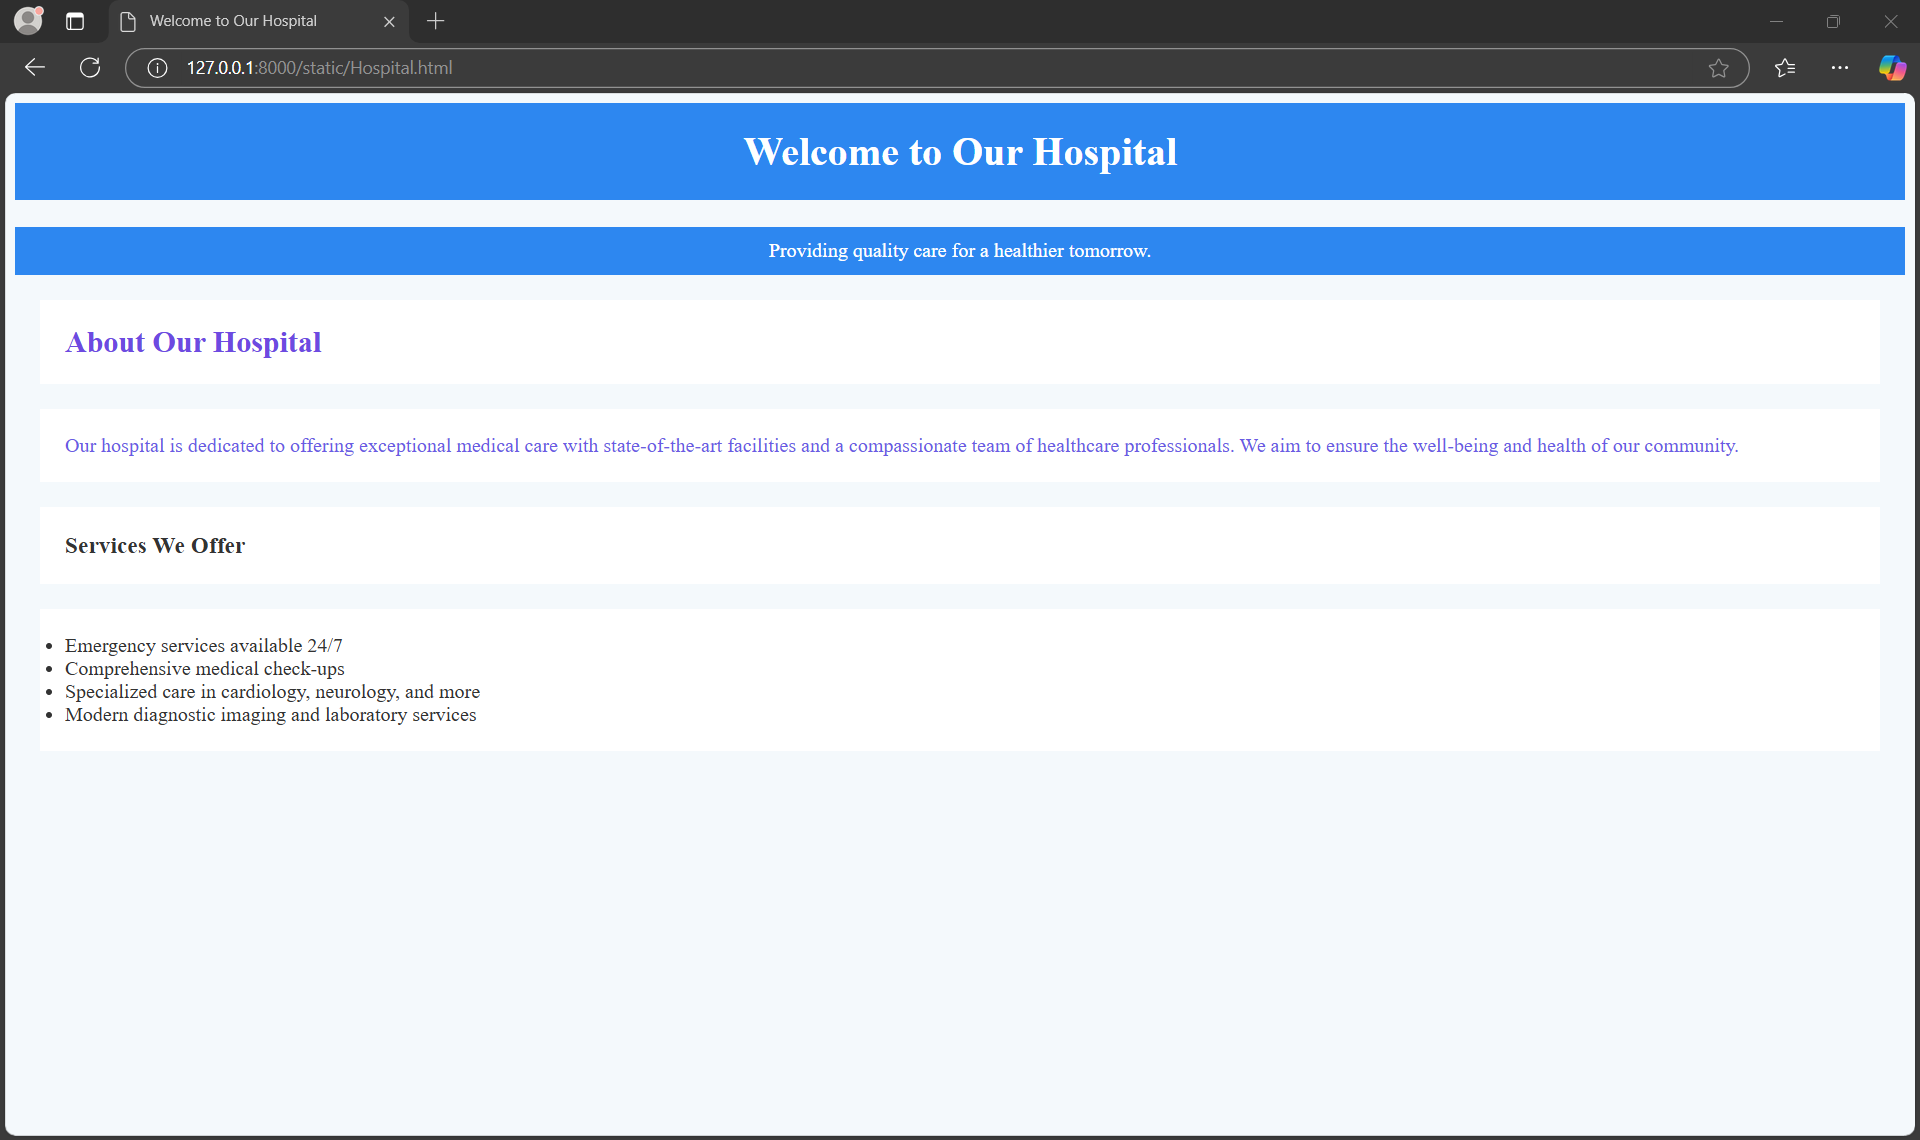 Welcome to Our Hospital
127.0.0.1:8000/static/Hospital.html
Welcome to Our Hospital
Providing quality care for a healthier tomorrow.
About Our Hospital
Our hospital is dedicated to offering exceptional medical care with state-of-the-art facilities and a compassionate team of healthcare professionals. We aim to ensure the well-being and health of our community.
Services We Offer
Emergency services available 24/7
Comprehensive medical check-ups
Specialized care in cardiology, neurology, and more
Modern diagnostic imaging and laboratory services